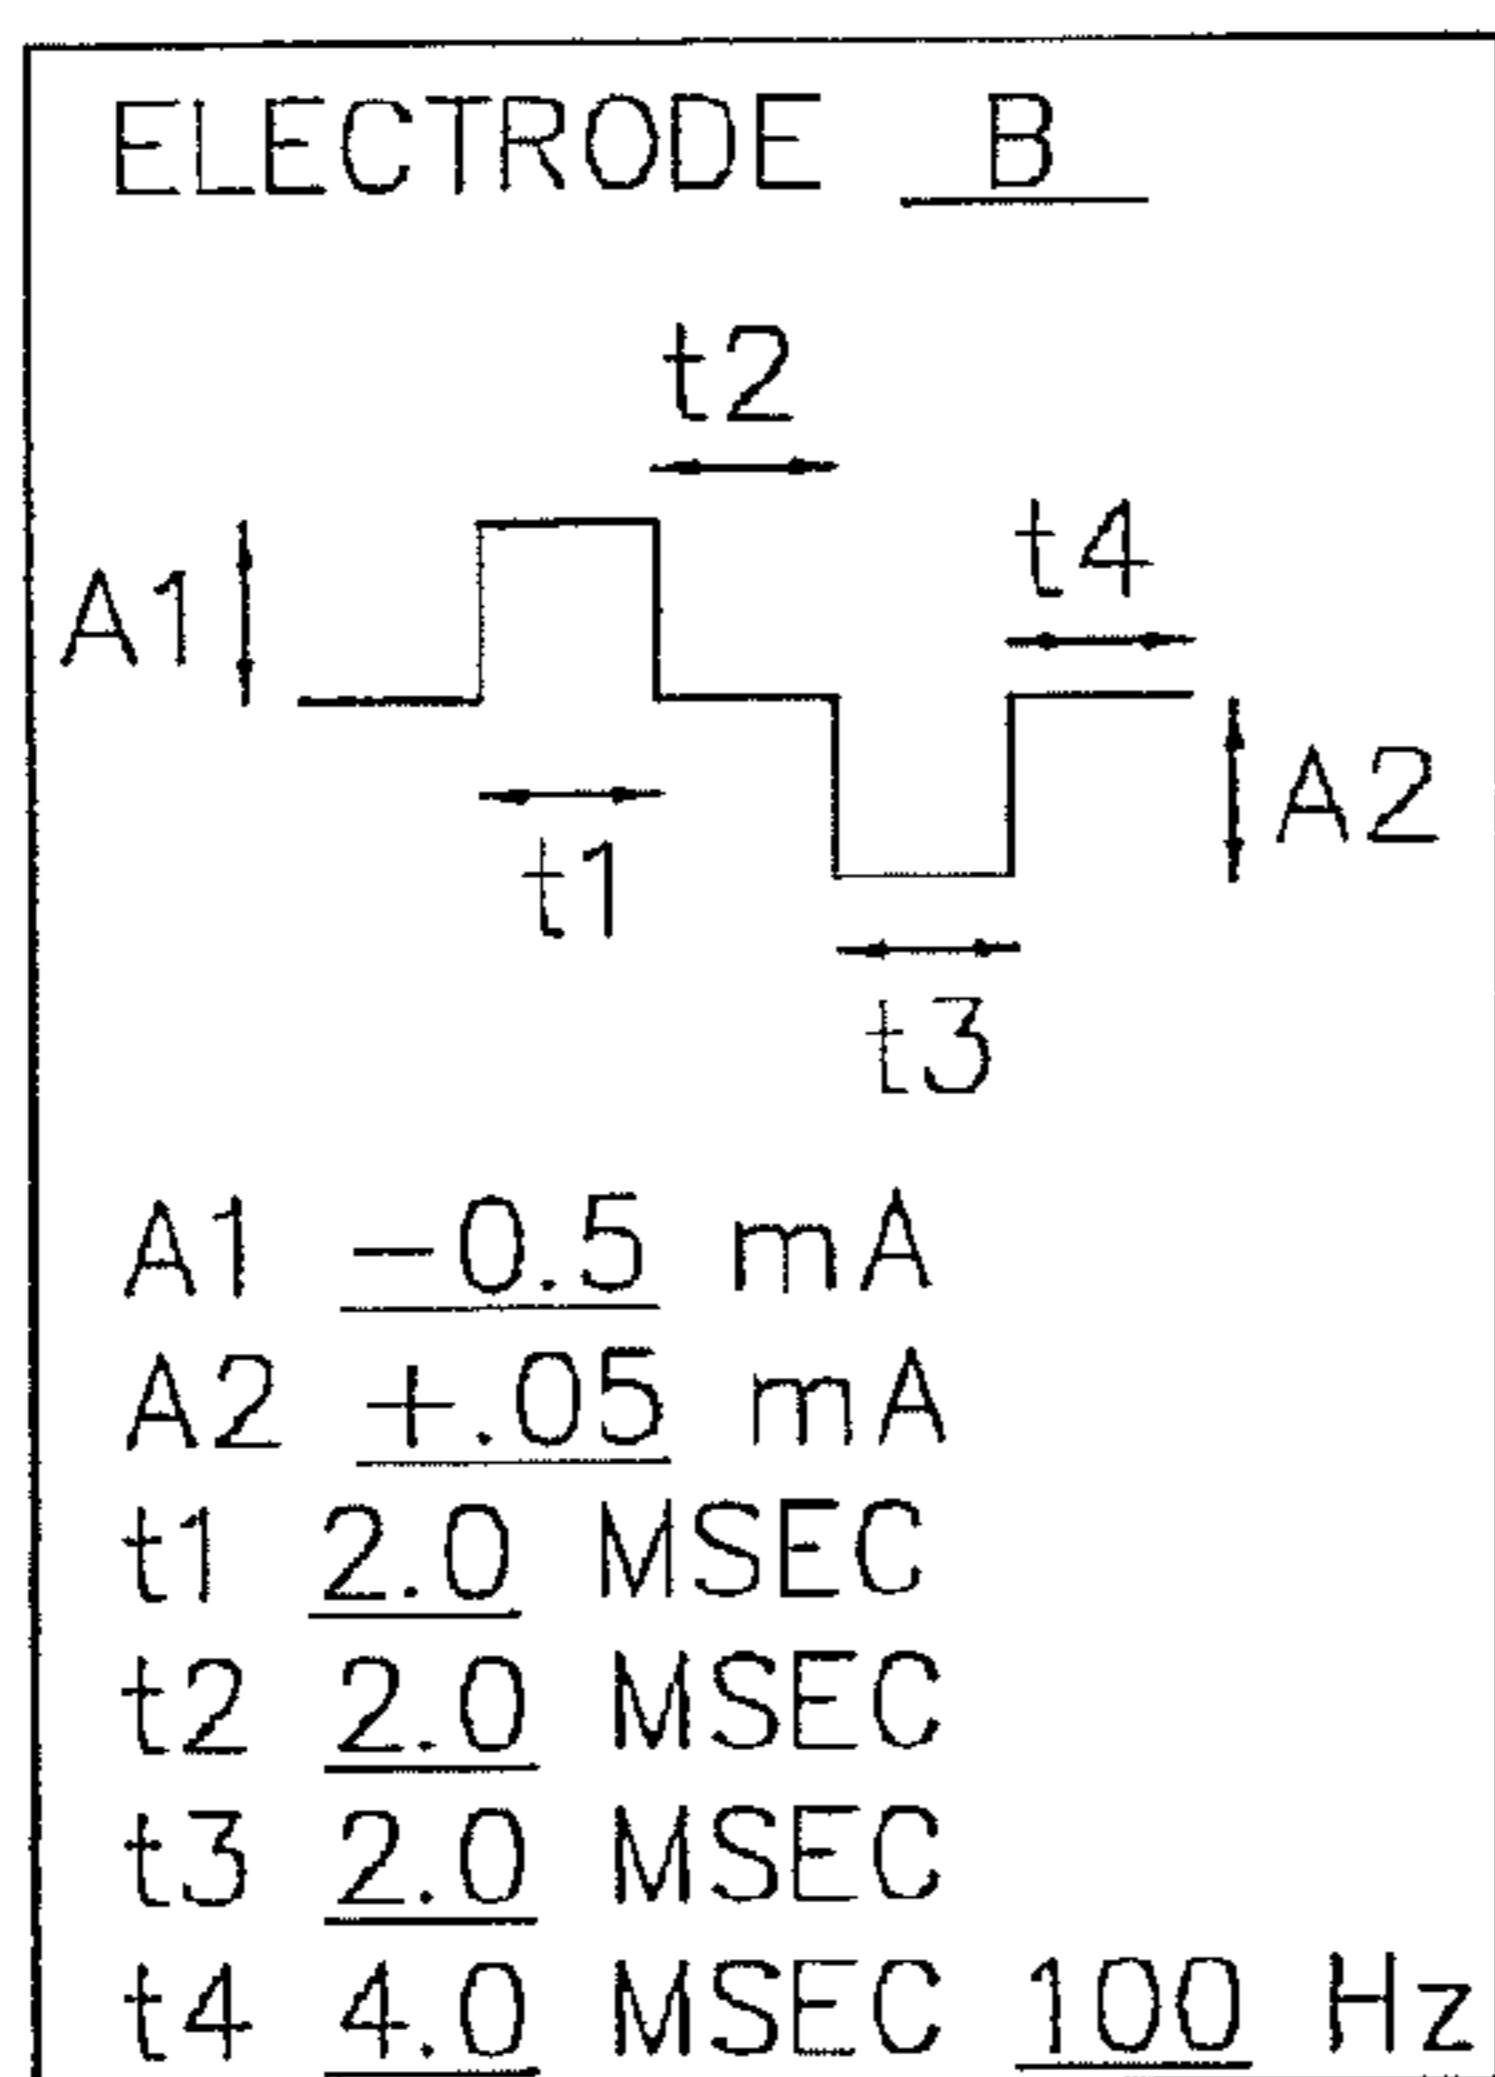 ELECTRODE B
t2
t4
A1
A2
t1
t3
A1 -0.5 mA
A2 +.05 mA
t1 2.0 MSEC
t2 2.0 MSEC
t3 2.0 MSEC
t4 4.0 MSEC 100 Hz